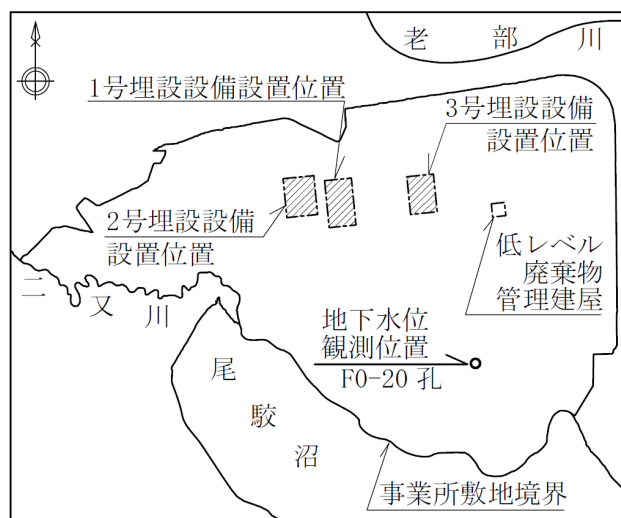 老部川
1号埋設設備設置位置
3号埋設設備
設置位置
2号埋設設備
設置位置
低レベル
廃棄物
管理建屋
二又川
地下水位
観測位置
F0-20 孔
尾駮沼
事業所敷地境界